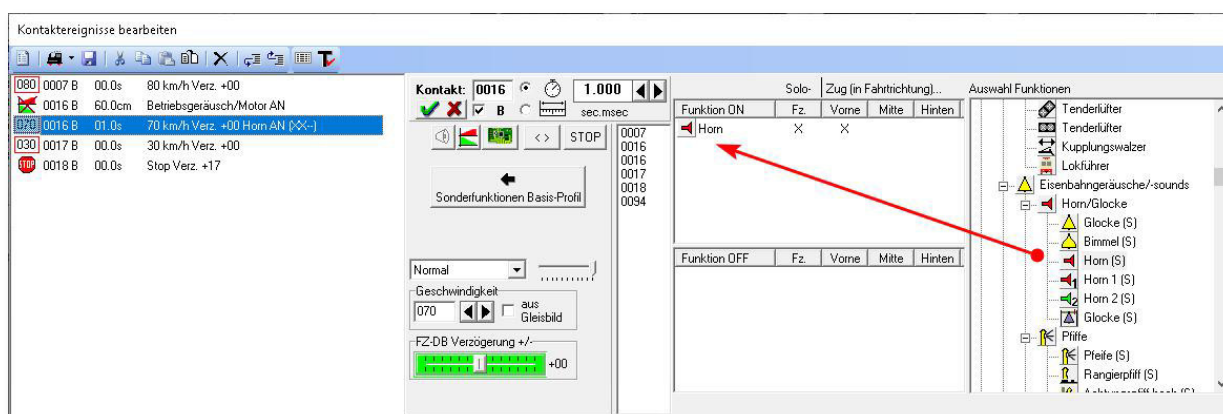 Kontaktereignisse bearbeiten
080 0007 B 00.0s 80 km/h Verz. +00
0016 B 60.0cm Betriebsgeräusch/Motor AN
070 0016 B 01.0s 70 km/h Verz. +00 Horn AN (XX--)
030 0017 B 00.0s 30 km/h Verz. +00
STOP 0018 B 00.0s Stop Verz. +17
Kontakt: 0016 1.000
B sec.msec
<> STOP
Sonderfunktionen Basis-Profil
Normal
Geschwindigkeit
070 aus
Gleisbild
FZ-DB Verzögerung +/-
+00
0007
0016
0016
0017
0018
0094
Solo- Zug (in Fahrtrichtung)...
Funktion ON Fz. Vorne Mitte Hinten
Horn X X
Funktion OFF Fz. Vorne Mitte Hinten
Auswahl Funktionen
Tenderlüfter
Tenderlüfter
Kupplungswalzer
Lokführer
Eisenbahngeräusche/-sounds
Horn/Glocke
Glocke (S)
Bimmel (S)
Horn (S)
1 Horn 1 (S)
2 Horn 2 (S)
Glocke (S)
Pfiffe
Pfeife (S)
Rangierpfiff (S)